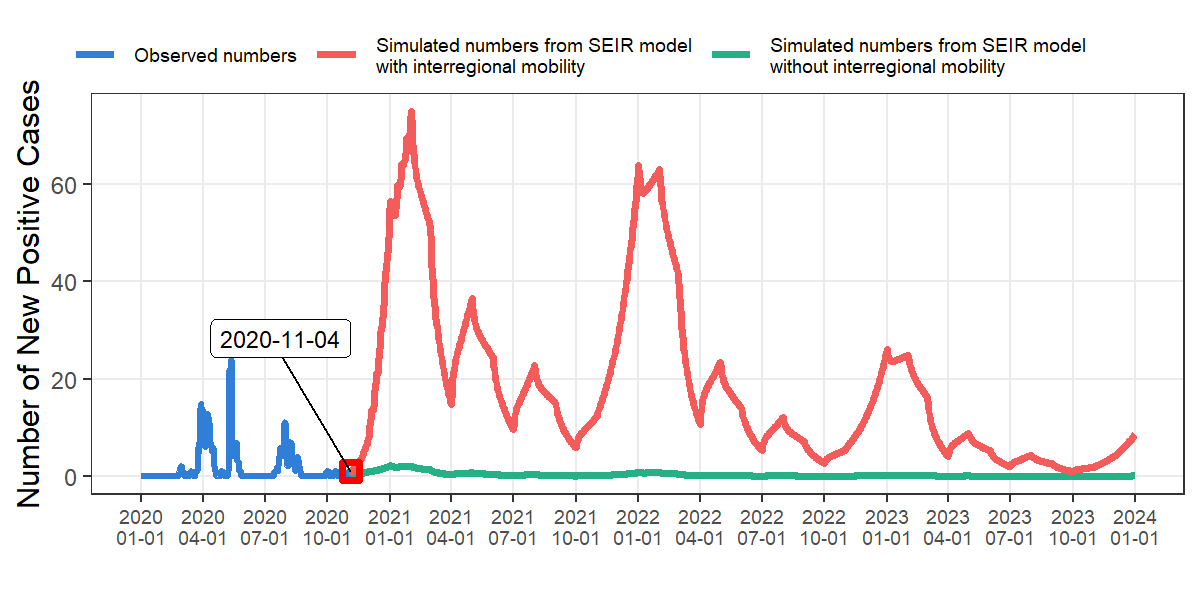 Observed numbers
Simulated numbers from SEIR model
with interregional mobility
Simulated numbers from SEIR model
without interregional mobility
Number of New Positive Cases
60
40
20
0
2020-11-04
2020 2020 2020 2020 2021 2021 2021 2021 2022 2022 2022 2022 2023 2023 2023 2023 2024
01-01 04-01 07-01 10-01 01-01 04-01 07-01 10-01 01-01 04-01 07-01 10-01 01-01 04-01 07-01 10-01 01-01